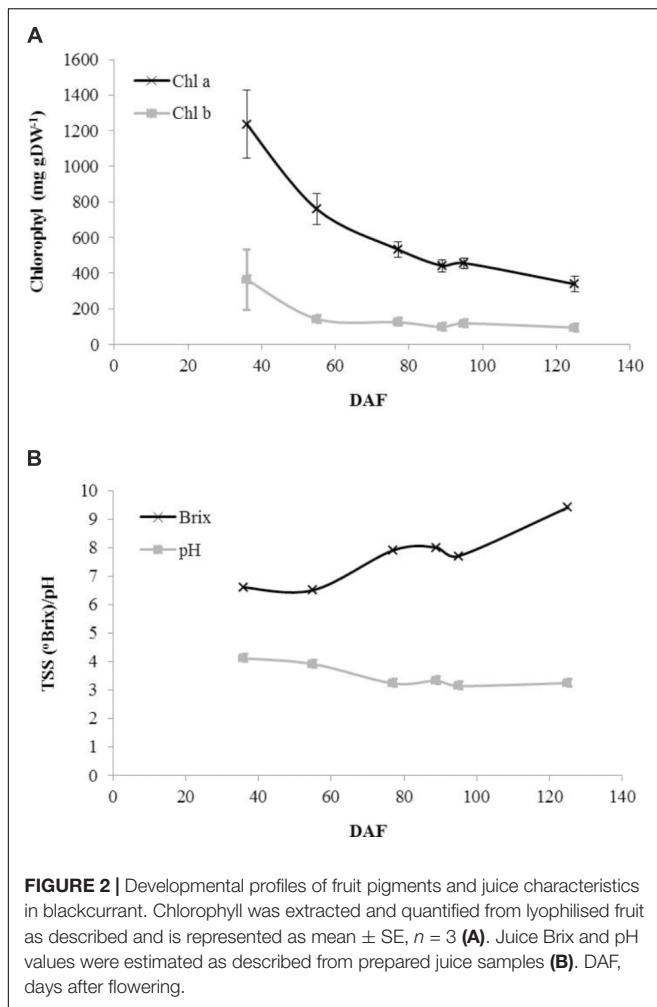 A
1600
1400
1200
1000
800
600
400
200
0
Chlorophyl (mg gDW-1)
Chl a
Chl b
0 20 40 60 80 100 120 140
DAF
B
10
9
8
7
6
5
4
3
2
1
0
TSS (ºBrix)/pH
Brix
pH
0 20 40 60 80 100 120 140
DAF
FIGURE 2 | Developmental profiles of fruit pigments and juice characteristics
in blackcurrant. Chlorophyll was extracted and quantified from lyophilised fruit
as described and is represented as mean ± SE, n = 3 (A). Juice Brix and pH
values were estimated as described from prepared juice samples (B). DAF,
days after flowering.